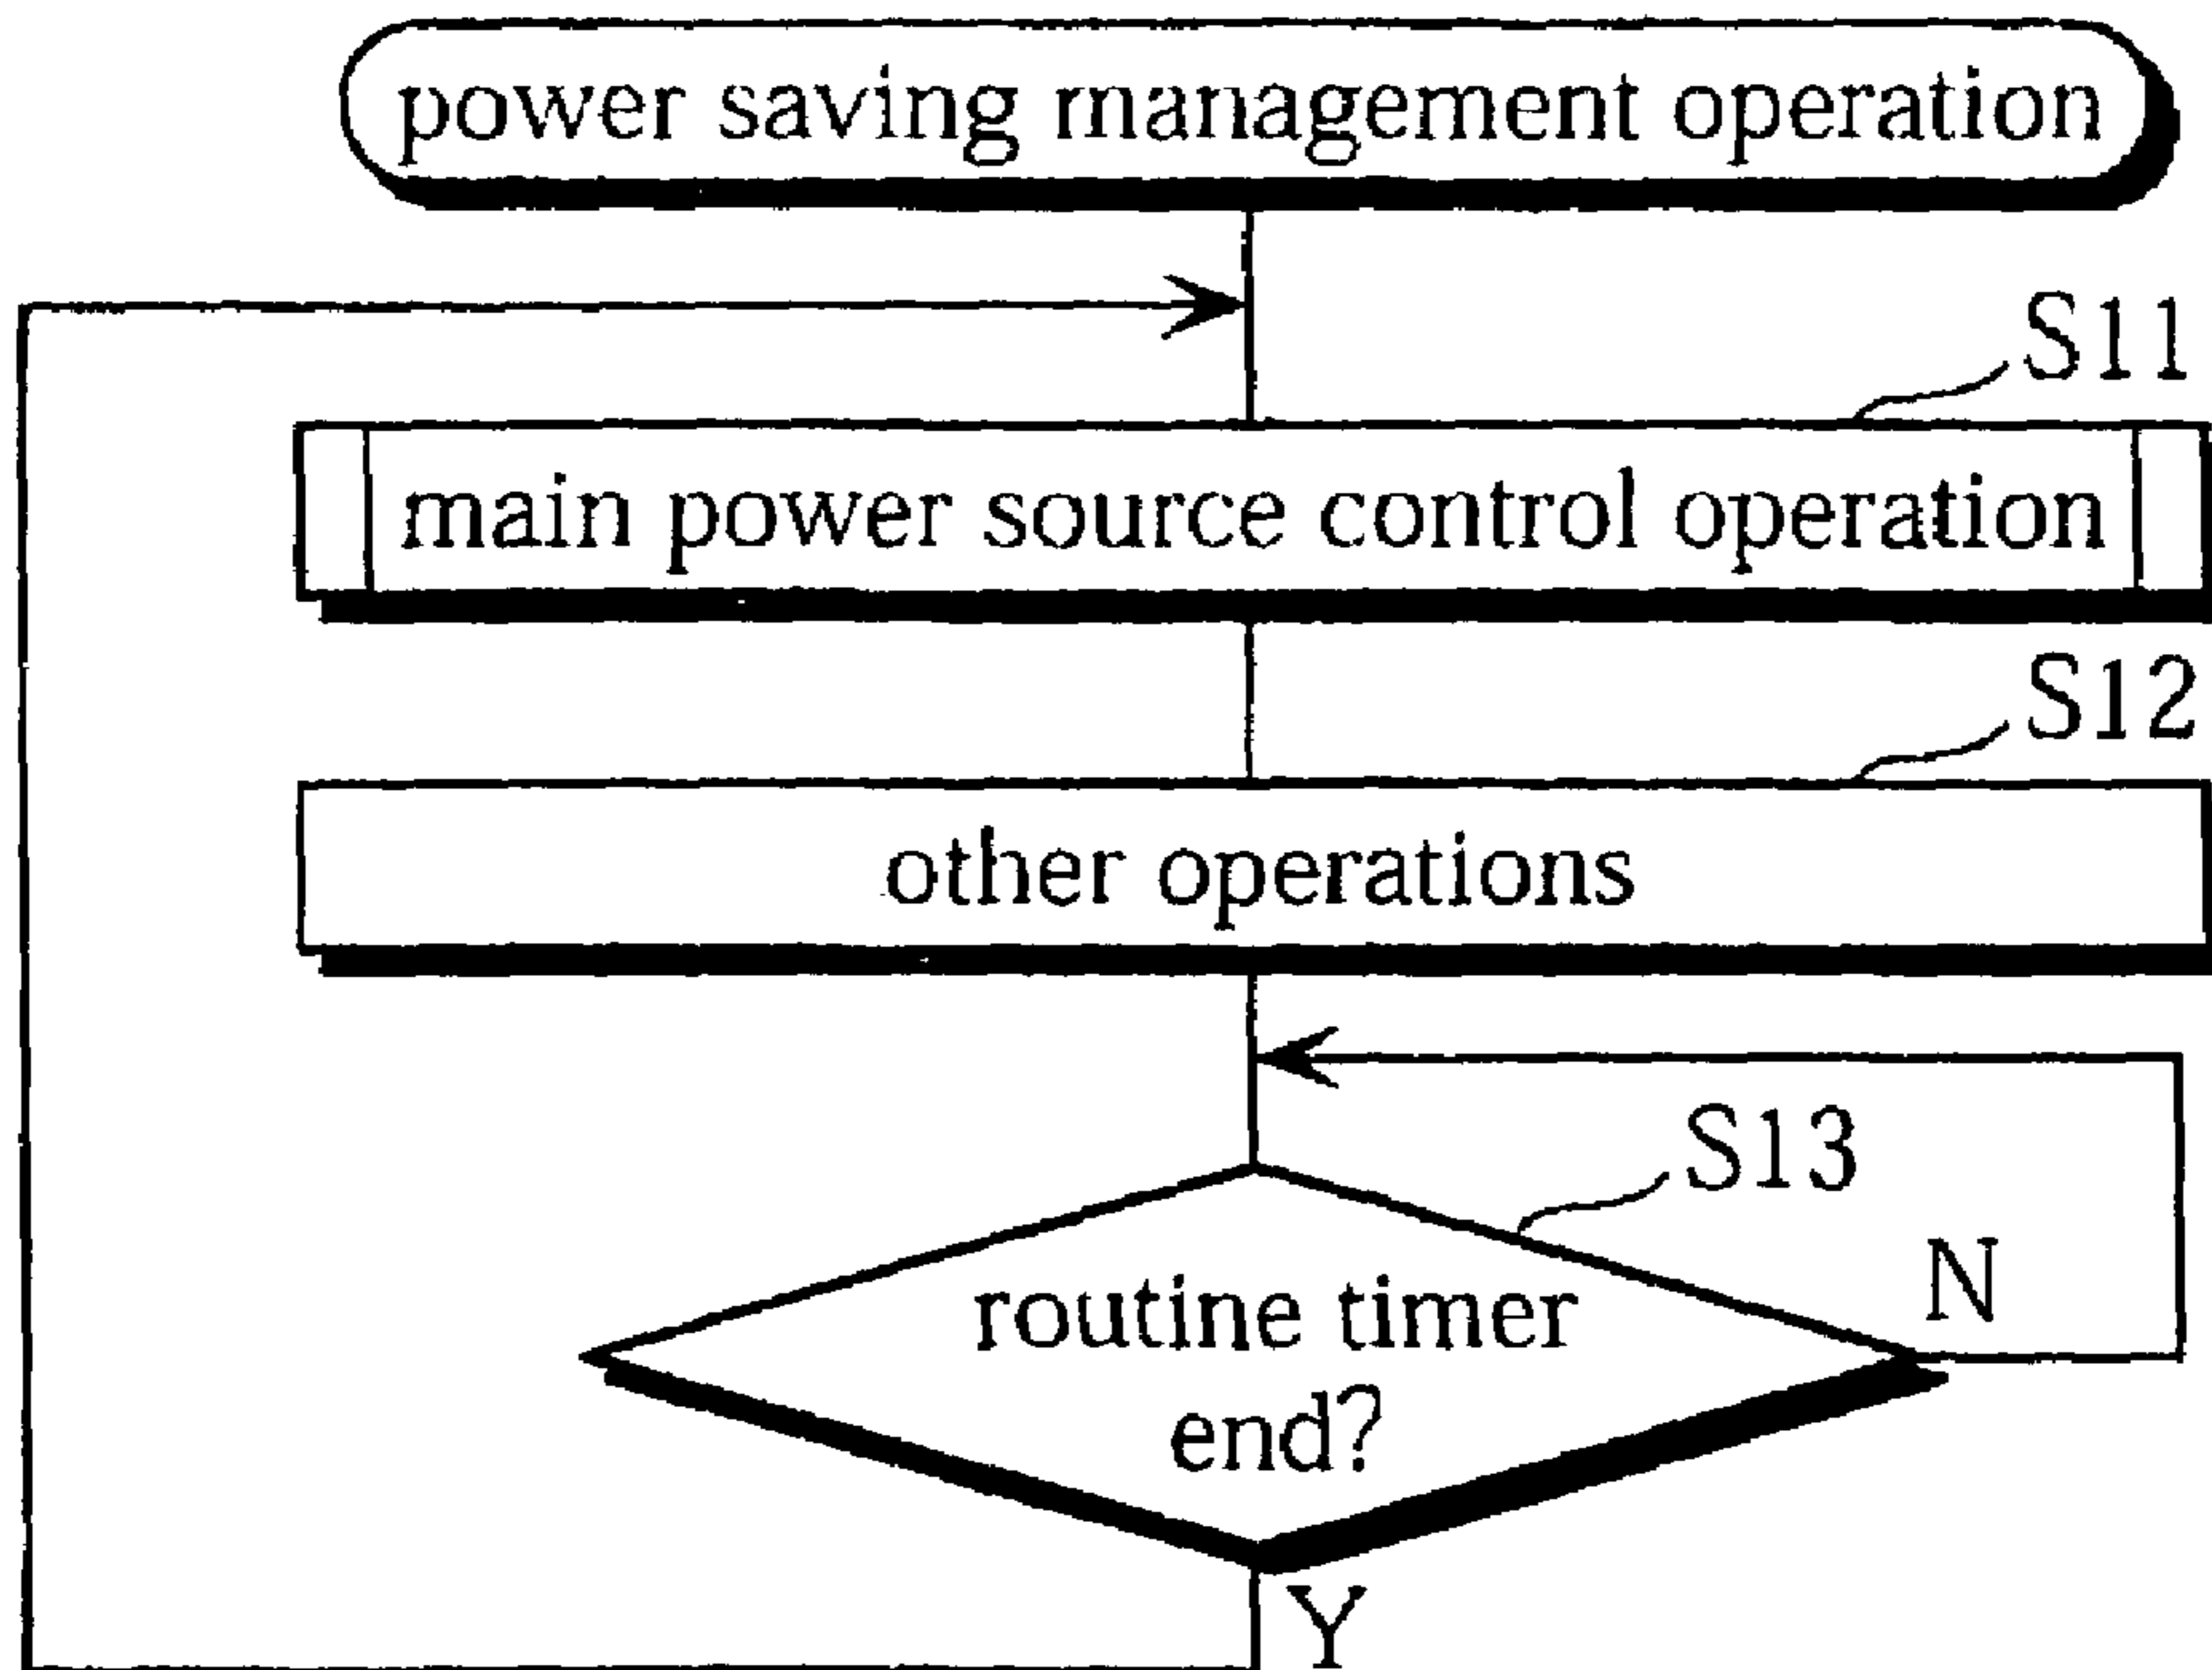 power saving management operation
S11
main power source control operation
S12
other operations
S13
N
routine timer
end?
Y